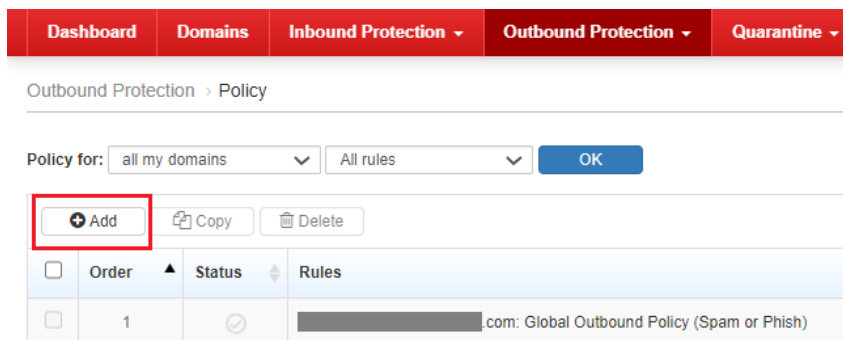 Dashboard Domains Inbound Protection Outbound Protection Quarantine
Outbound Protection › Policy
Policy for: all my domains All rules OK
Add Copy Delete
Order Status Rules
1 .com: Global Outbound Policy (Spam or Phish)